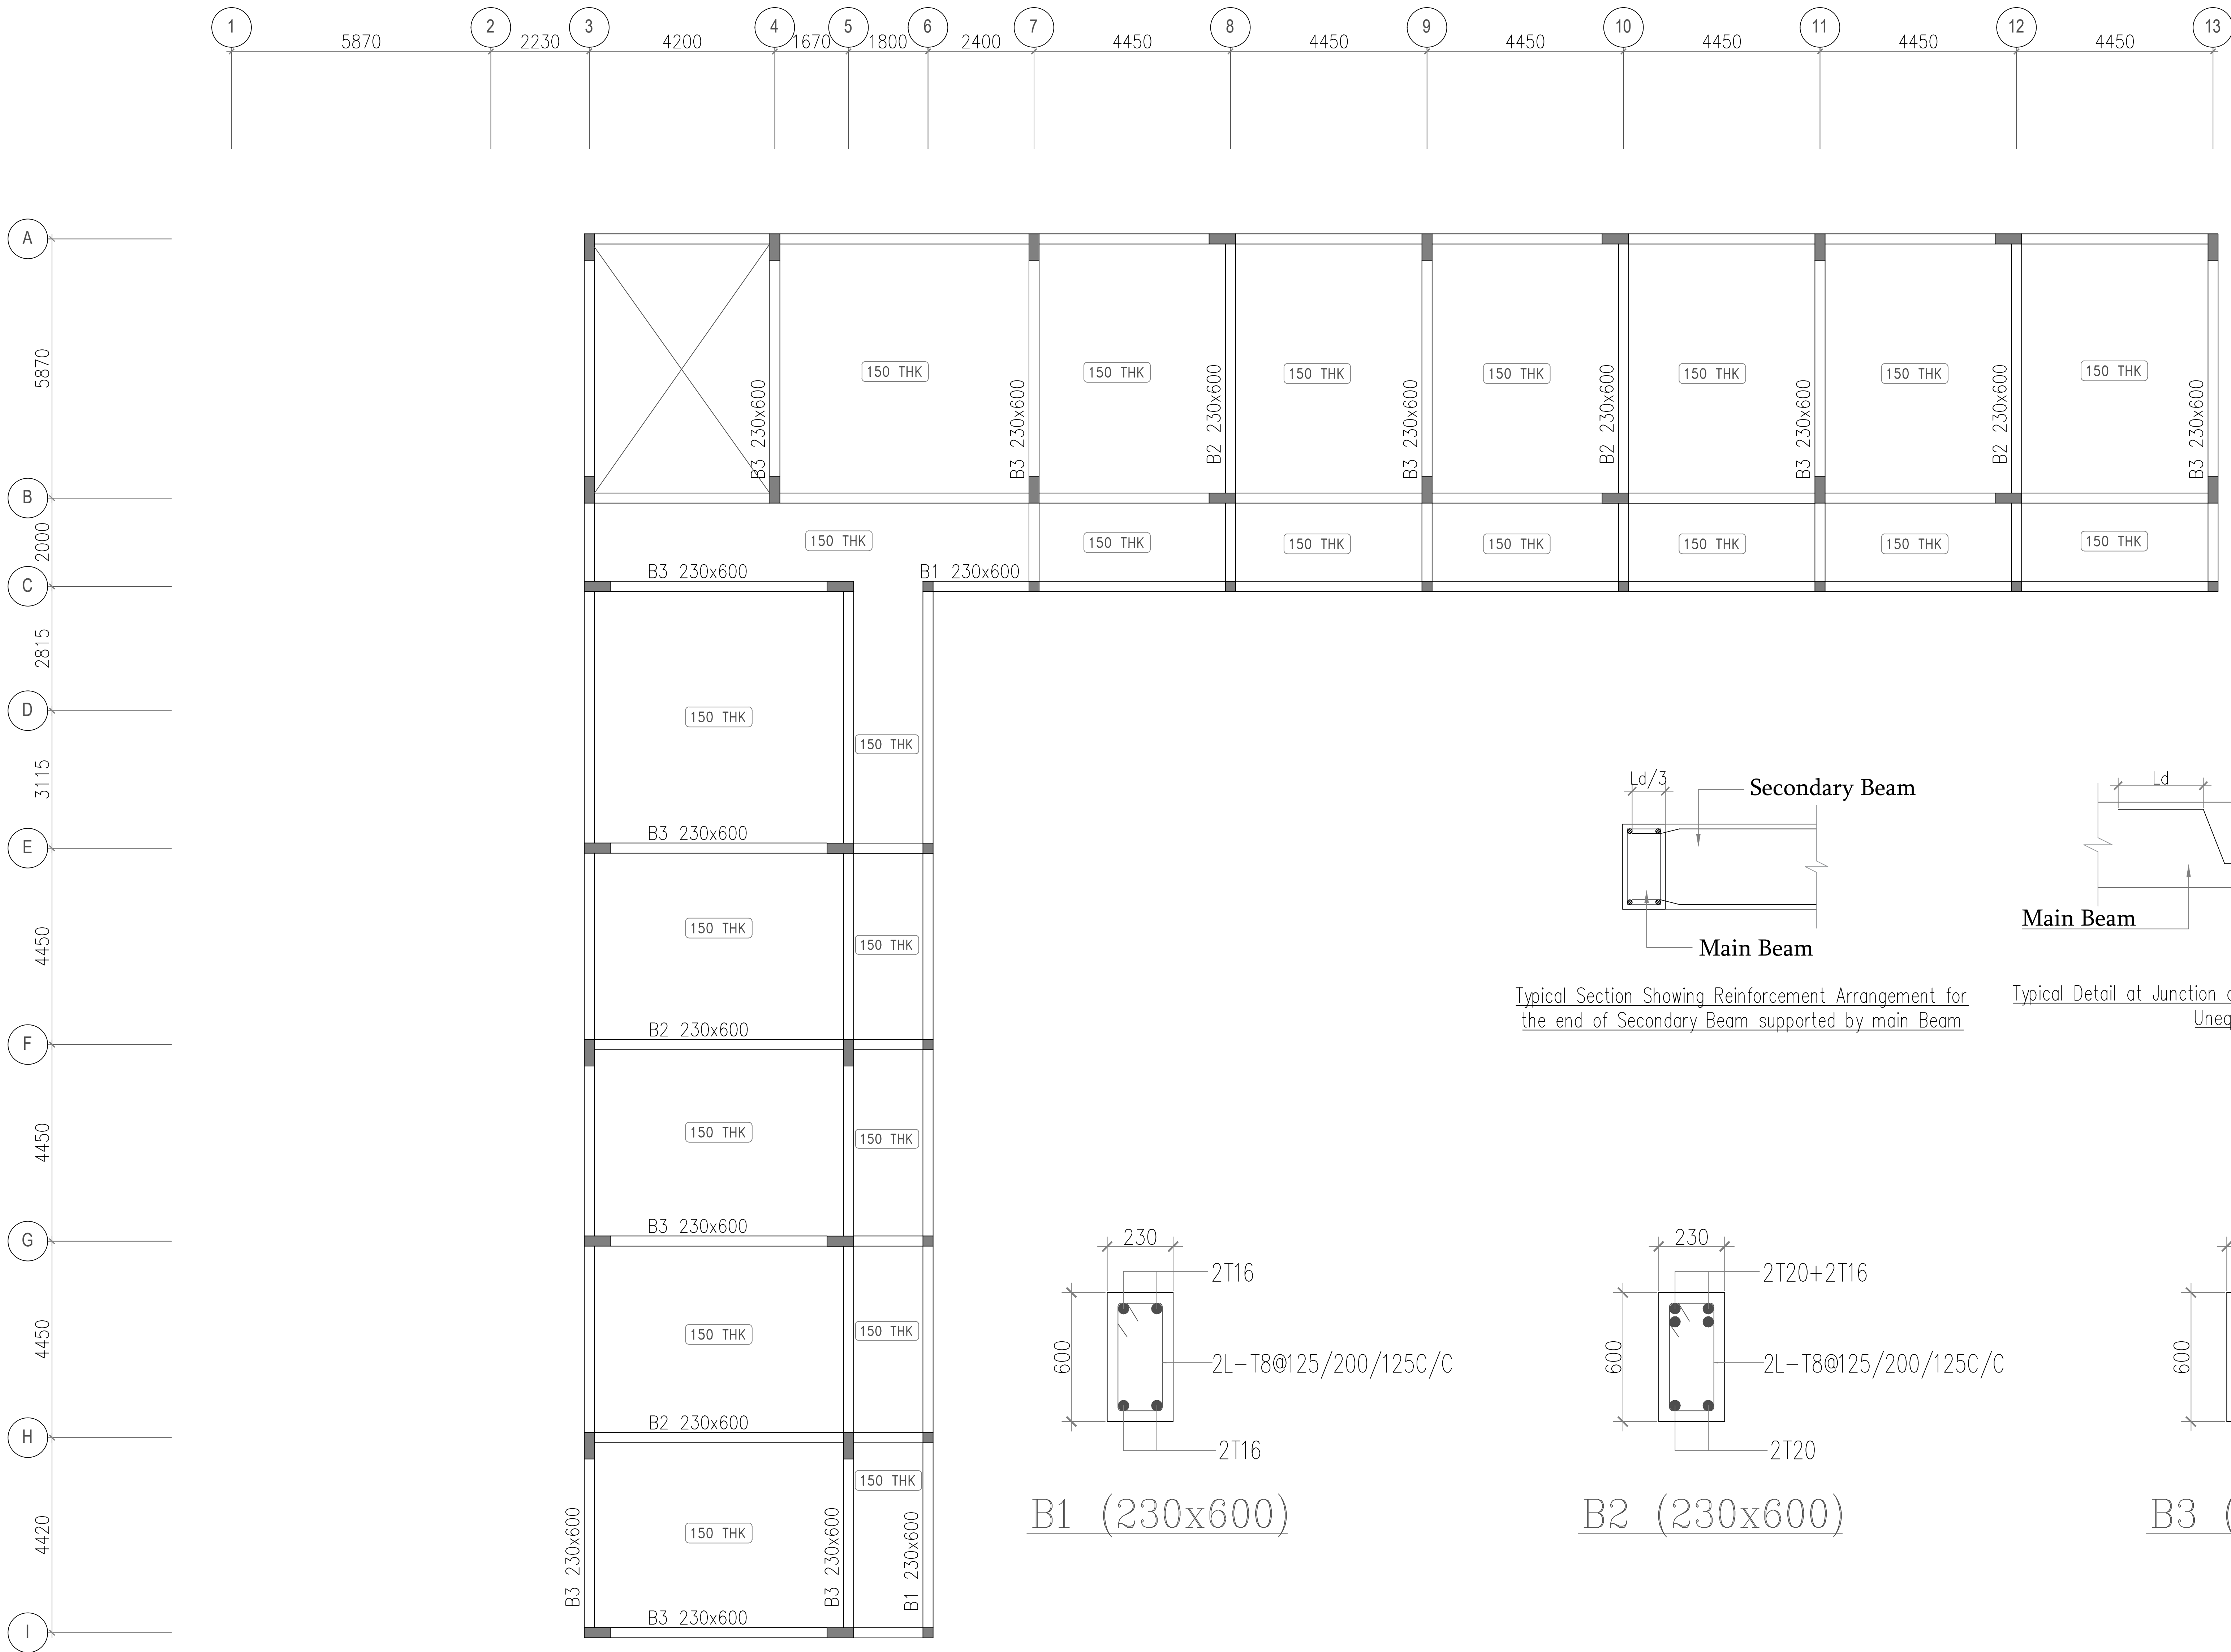 1 2 3 4 5 6 7 8 9 10 11 12 13
5870 2230 4200 1670 1800 2400 4450 4450 4450 4450 4450 4450
A
5870
150 THK 150 THK 150 THK 150 THK 150 THK 150 THK 150 THK
B3 230x600 B3 230x600 B2 230x600 B3 230x600 B2 230x600 B3 230x600 B2 230x600 B3 230x600
B
2000
150 THK 150 THK 150 THK 150 THK 150 THK 150 THK 150 THK
B3 230x600 B1 230x600
C
2815
D
150 THK
150 THK
3115
B3 230x600
E
150 THK
150 THK
4450
B2 230x600
F
150 THK
150 THK
4450
B3 230x600
G
150 THK
150 THK
4450
B2 230x600
H
150 THK
150 THK
4420
B3 230x600 B3 230x600 B1 230x600
B3 230x600
I
Ld/3
Secondary Beam
Main Beam
Typical Section Showing Reinforcement Arrangement for
the end of Secondary Beam supported by main Beam
Ld
Main Beam
Typical Detail at Junction
Uneq
230
2T16
600
2L-T8@125/200/125C/C
2T16
B1 (230x600)
230
2T20+2T16
600
2L-T8@125/200/125C/C
2T20
B2 (230x600)
600
B3 (